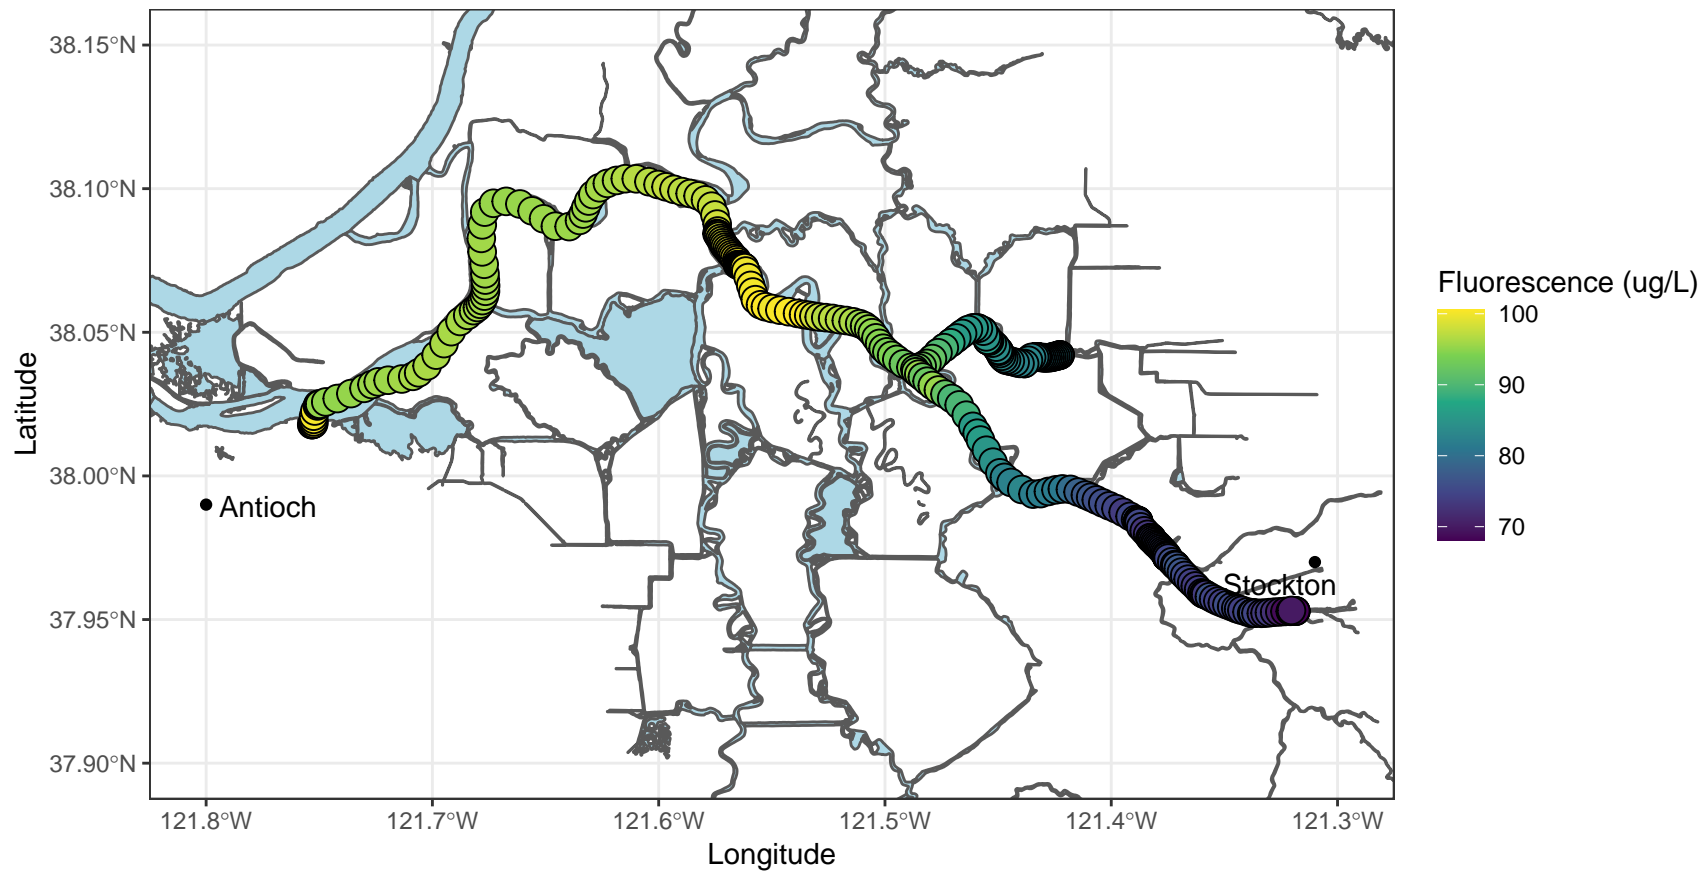 38.15°N
38.10°N
38.05°N
38.00°N
37.95°N
37.90°N
Latitude
Antioch
Stockton
121.8°W
121.7°W
121.6°W
121.5°W
121.4°W
121.3°W
Longitude
Fluorescence (ug/L)
100
90
80
70